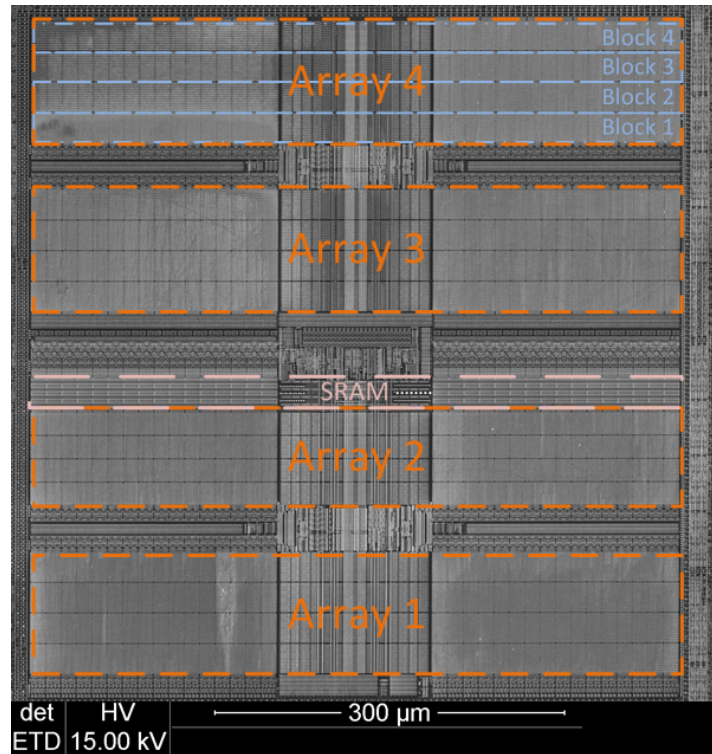 Block 4
Block 3
Array 4
Block 2
Block 1
Array 3
SRAM
Array 2
Array 1
det HV 300 µm
ETD 15.00 kV